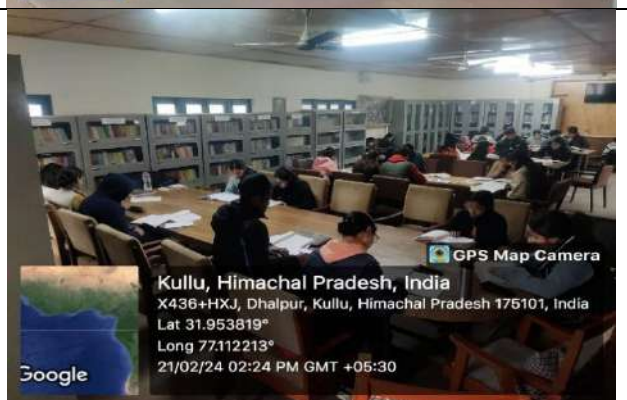 GPS Map Camera
Kullu, Himachal Pradesh, India
X436+HXJ, Dhalpur, Kullu, Himachal Pradesh 175101, India
Lat 31.953819°
Long 77.112213°
21/02/24 02:24 PM GMT +05:30
Google